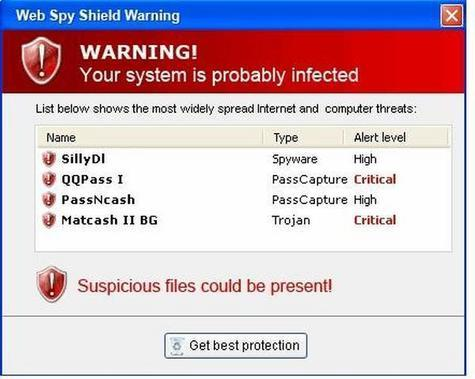 Web Spy Shield Warning
WARNING!
Your system is probably infected
List below shows the most widely spread Internet and computer threats:
Name Type Alert level
SillyDl Spyware High
QQPass I PassCapture Critical
PassNcash PassCapture High
Matcash II BG Trojan Critical
Suspicious files could be present!
Get best protection